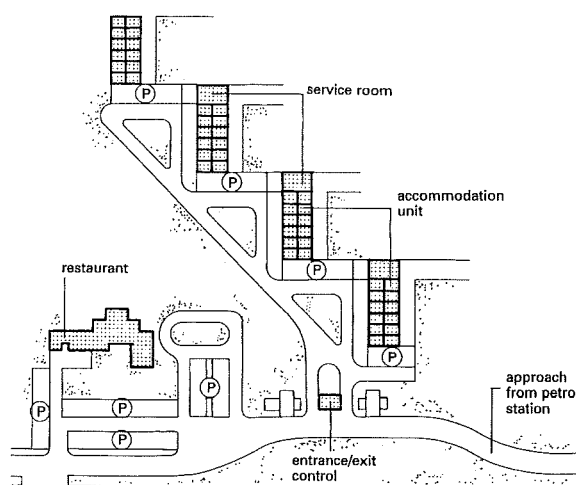 P
service room
P
P
accommodation
unit
restaurant
P
P
P
P
P
P
approach
from petro
station
entrance/exit
control